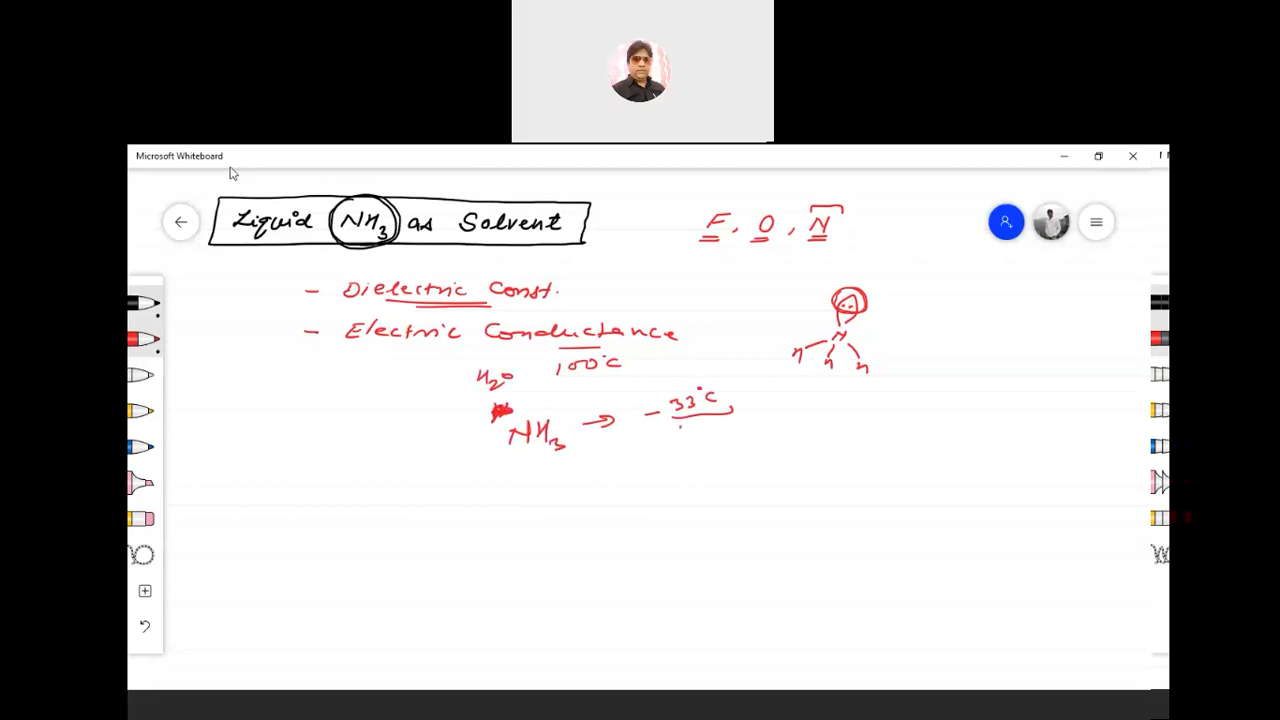 Microsoft Whiteboard
Liquid NH3 as Solvent
F, O, N
- Dielectric Const.
- Electric Conductance
H2O 100°C
NH3 → - 33°C
N
H H H